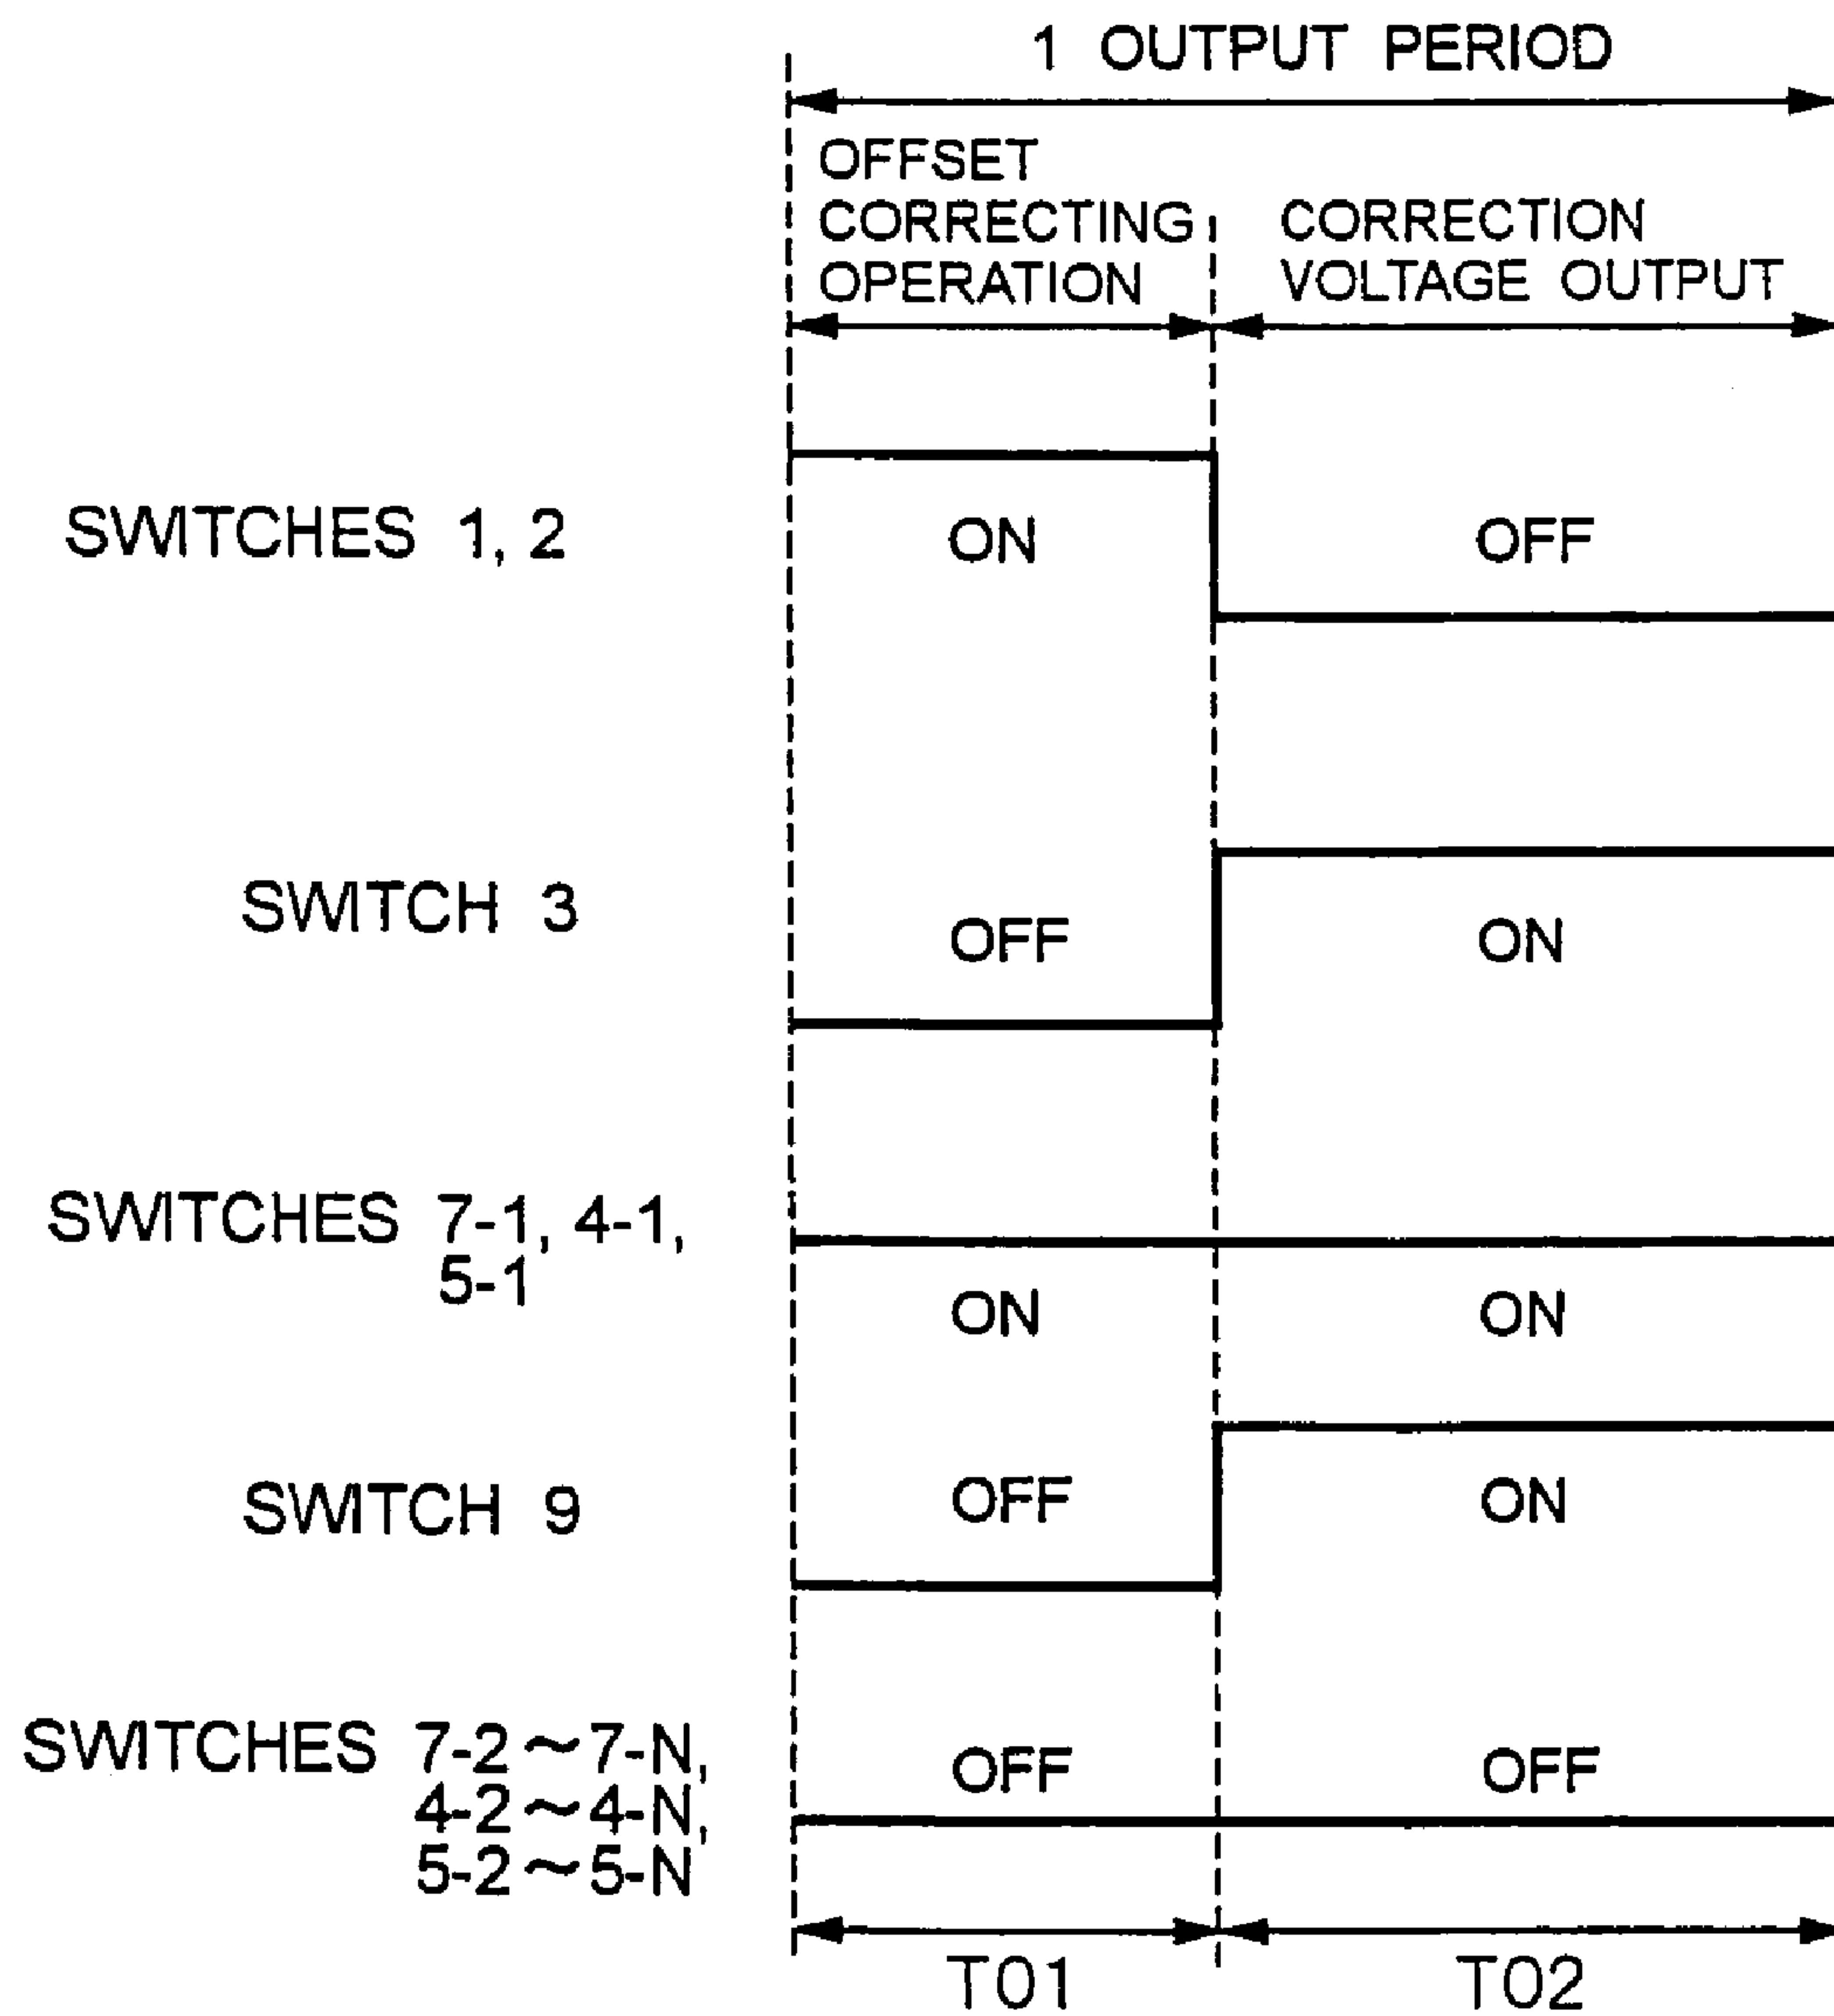 1 OUTPUT PERIOD
OFFSET
CORRECTING
OPERATION
CORRECTION
VOLTAGE OUTPUT
SWITCHES 1, 2
ON
OFF
SWITCH 3
OFF
ON
SWITCHES 7-1, 4-1,
5-1
ON
ON
SWITCH 9
OFF
ON
SWITCHES 7-2~7-N,
4-2~4-N,
5-2~5-N
OFF
OFF
TO1
TO2